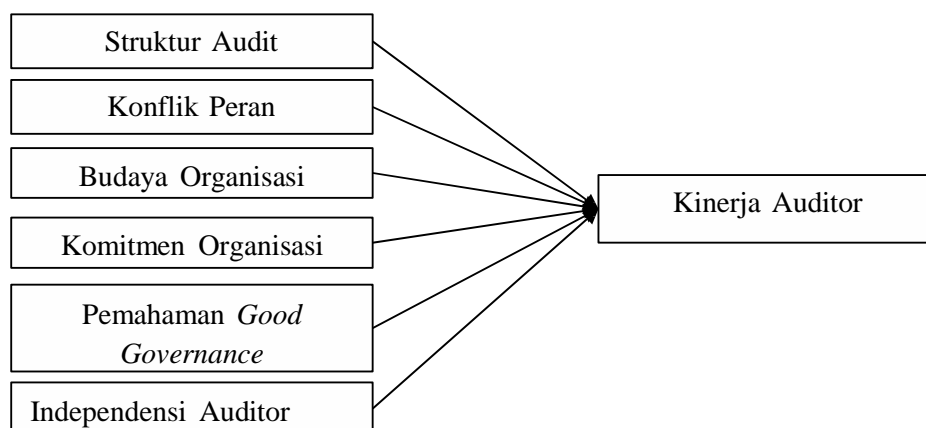 Struktur Audit
Konflik Peran
Budaya Organisasi
Komitmen Organisasi
Pemahaman Good
Governance
Independensi Auditor
Kinerja Auditor